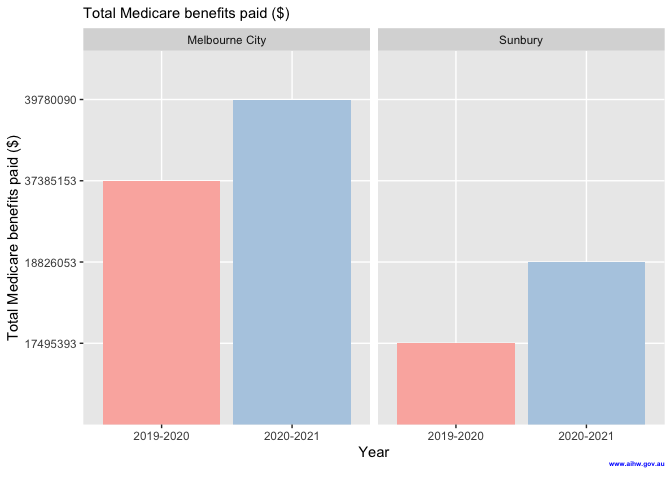 Total Medicare benefits paid ($)
Melbourne City
Sunbury
Total Medicare benefits paid ($)
39780090
37385153
18826053
17495393
2019-2020
2020-2021
2019-2020
2020-2021
Year
www.aihw.gov.au